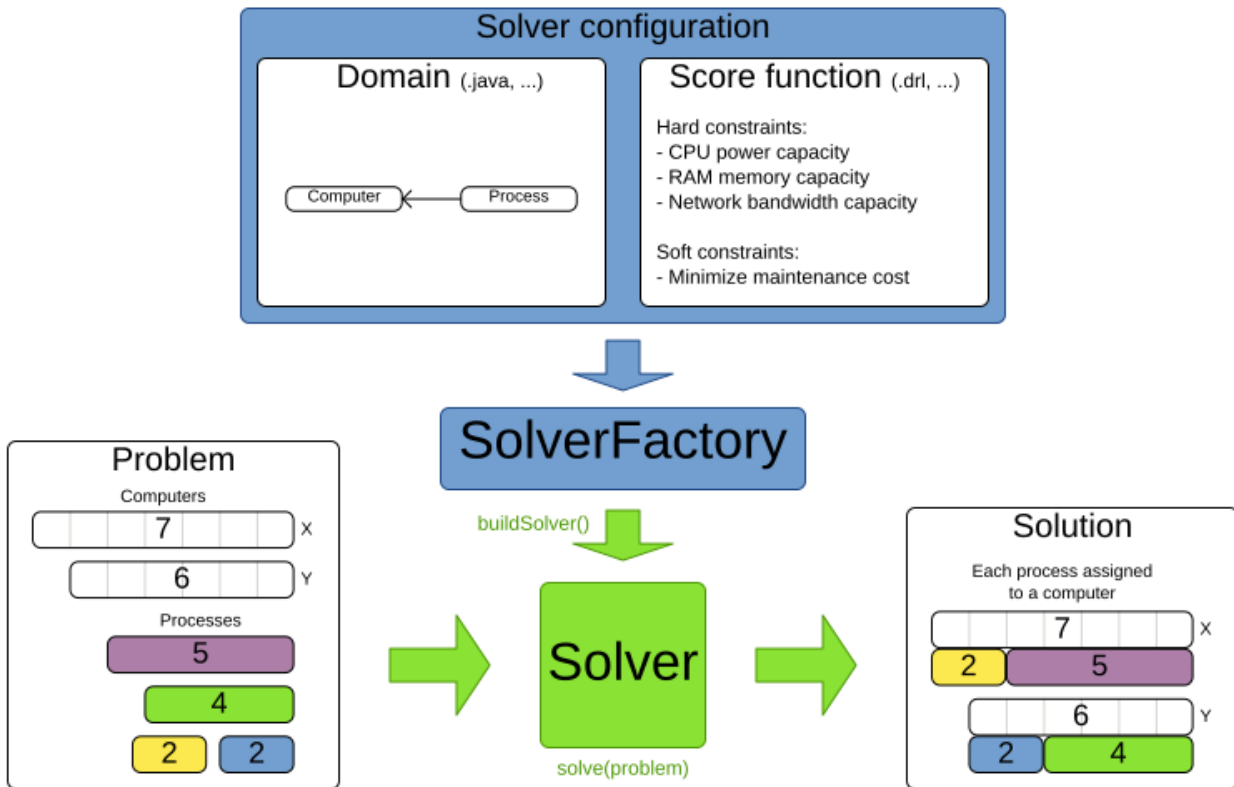 Solver configuration
Domain (.java, ...)
Computer
Process
Score function (.drl, ...)
Hard constraints:
- CPU power capacity
- RAM memory capacity
- Network bandwidth capacity
Soft constraints:
- Minimize maintenance cost
SolverFactory
buildSolver()
Problem
Computers
7 X
6 Y
Processes
5
4
2 2
Solver
solve(problem)
Solution
Each process assigned
to a computer
7 X
2 5
6 Y
2 4